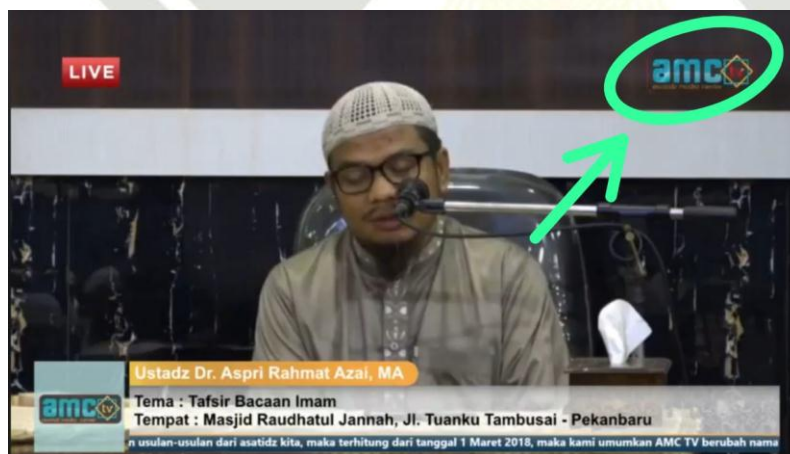 LIVE
amc tv
Ustadz Dr. Aspri Rahmat Azai, MA
amc tv
Tema : Tafsir Bacaan Imam
Tempat : Masjid Raudhatul Jannah, Jl. Tuanku Tambusai - Pekanbaru
n usulan-usulan dari asatidz kita, maka terhitung dari tanggal 1 Maret 2018, maka kami umumkan AMC TV berubah nama